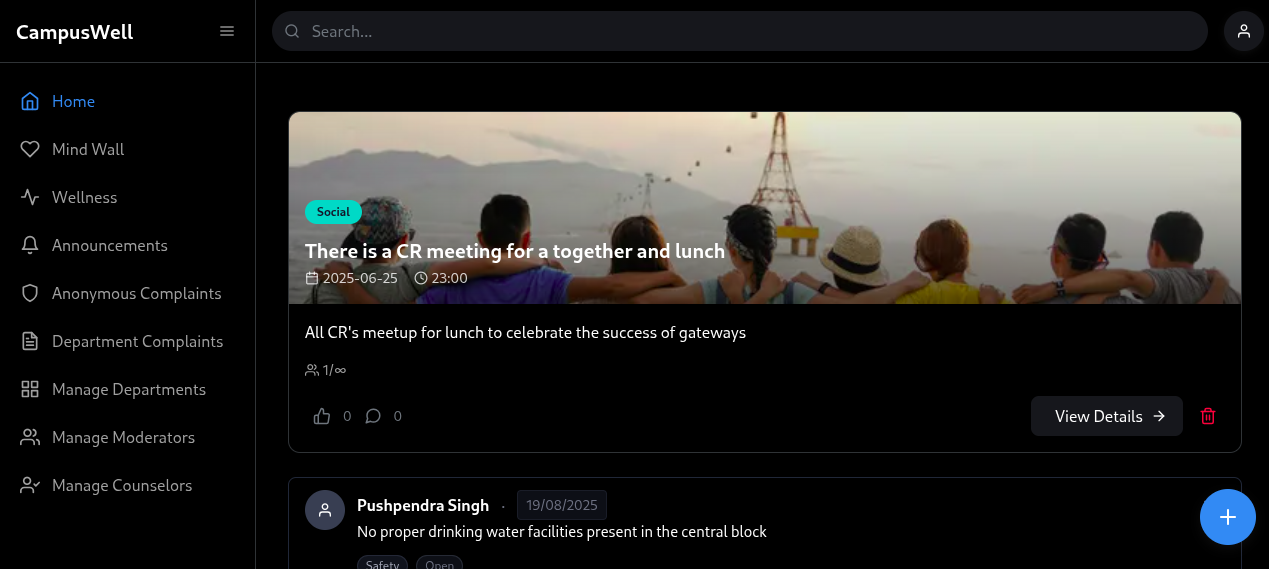 CampusWell
Search...
Home
Mind Wall
Wellness
Announcements
Anonymous Complaints
Department Complaints
Manage Departments
Manage Moderators
Manage Counselors
Social
There is a CR meeting for a together and lunch
2025-06-25 23:00
All CR's meetup for lunch to celebrate the success of gateways
1/∞
0 0
View Details →
Pushpendra Singh · 19/08/2025
No proper drinking water facilities present in the central block
Safety Open